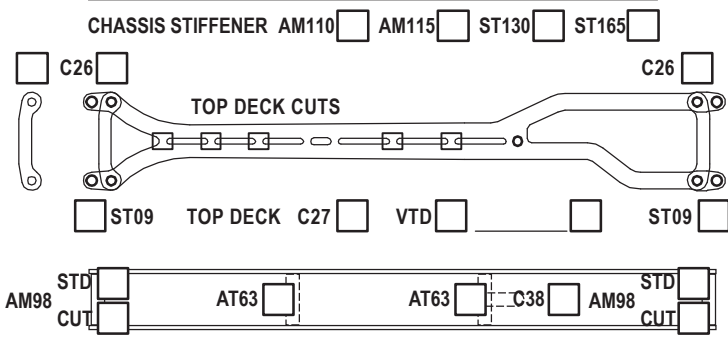 CHASSIS STIFFENER AM110 AM115 ST130 ST165
C26 C26
TOP DECK CUTS
ST09 TOP DECK C27 VTD ST09
STD STD
AM98 AT63 AT63 C38 AM98
CUT CUT